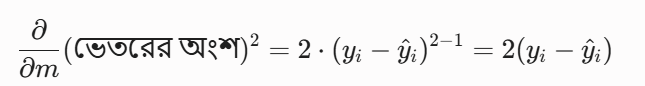 ∂/∂m (ভেতরের অংশ)² = 2 · (yᵢ − ŷᵢ)²⁻¹ = 2(yᵢ − ŷᵢ)